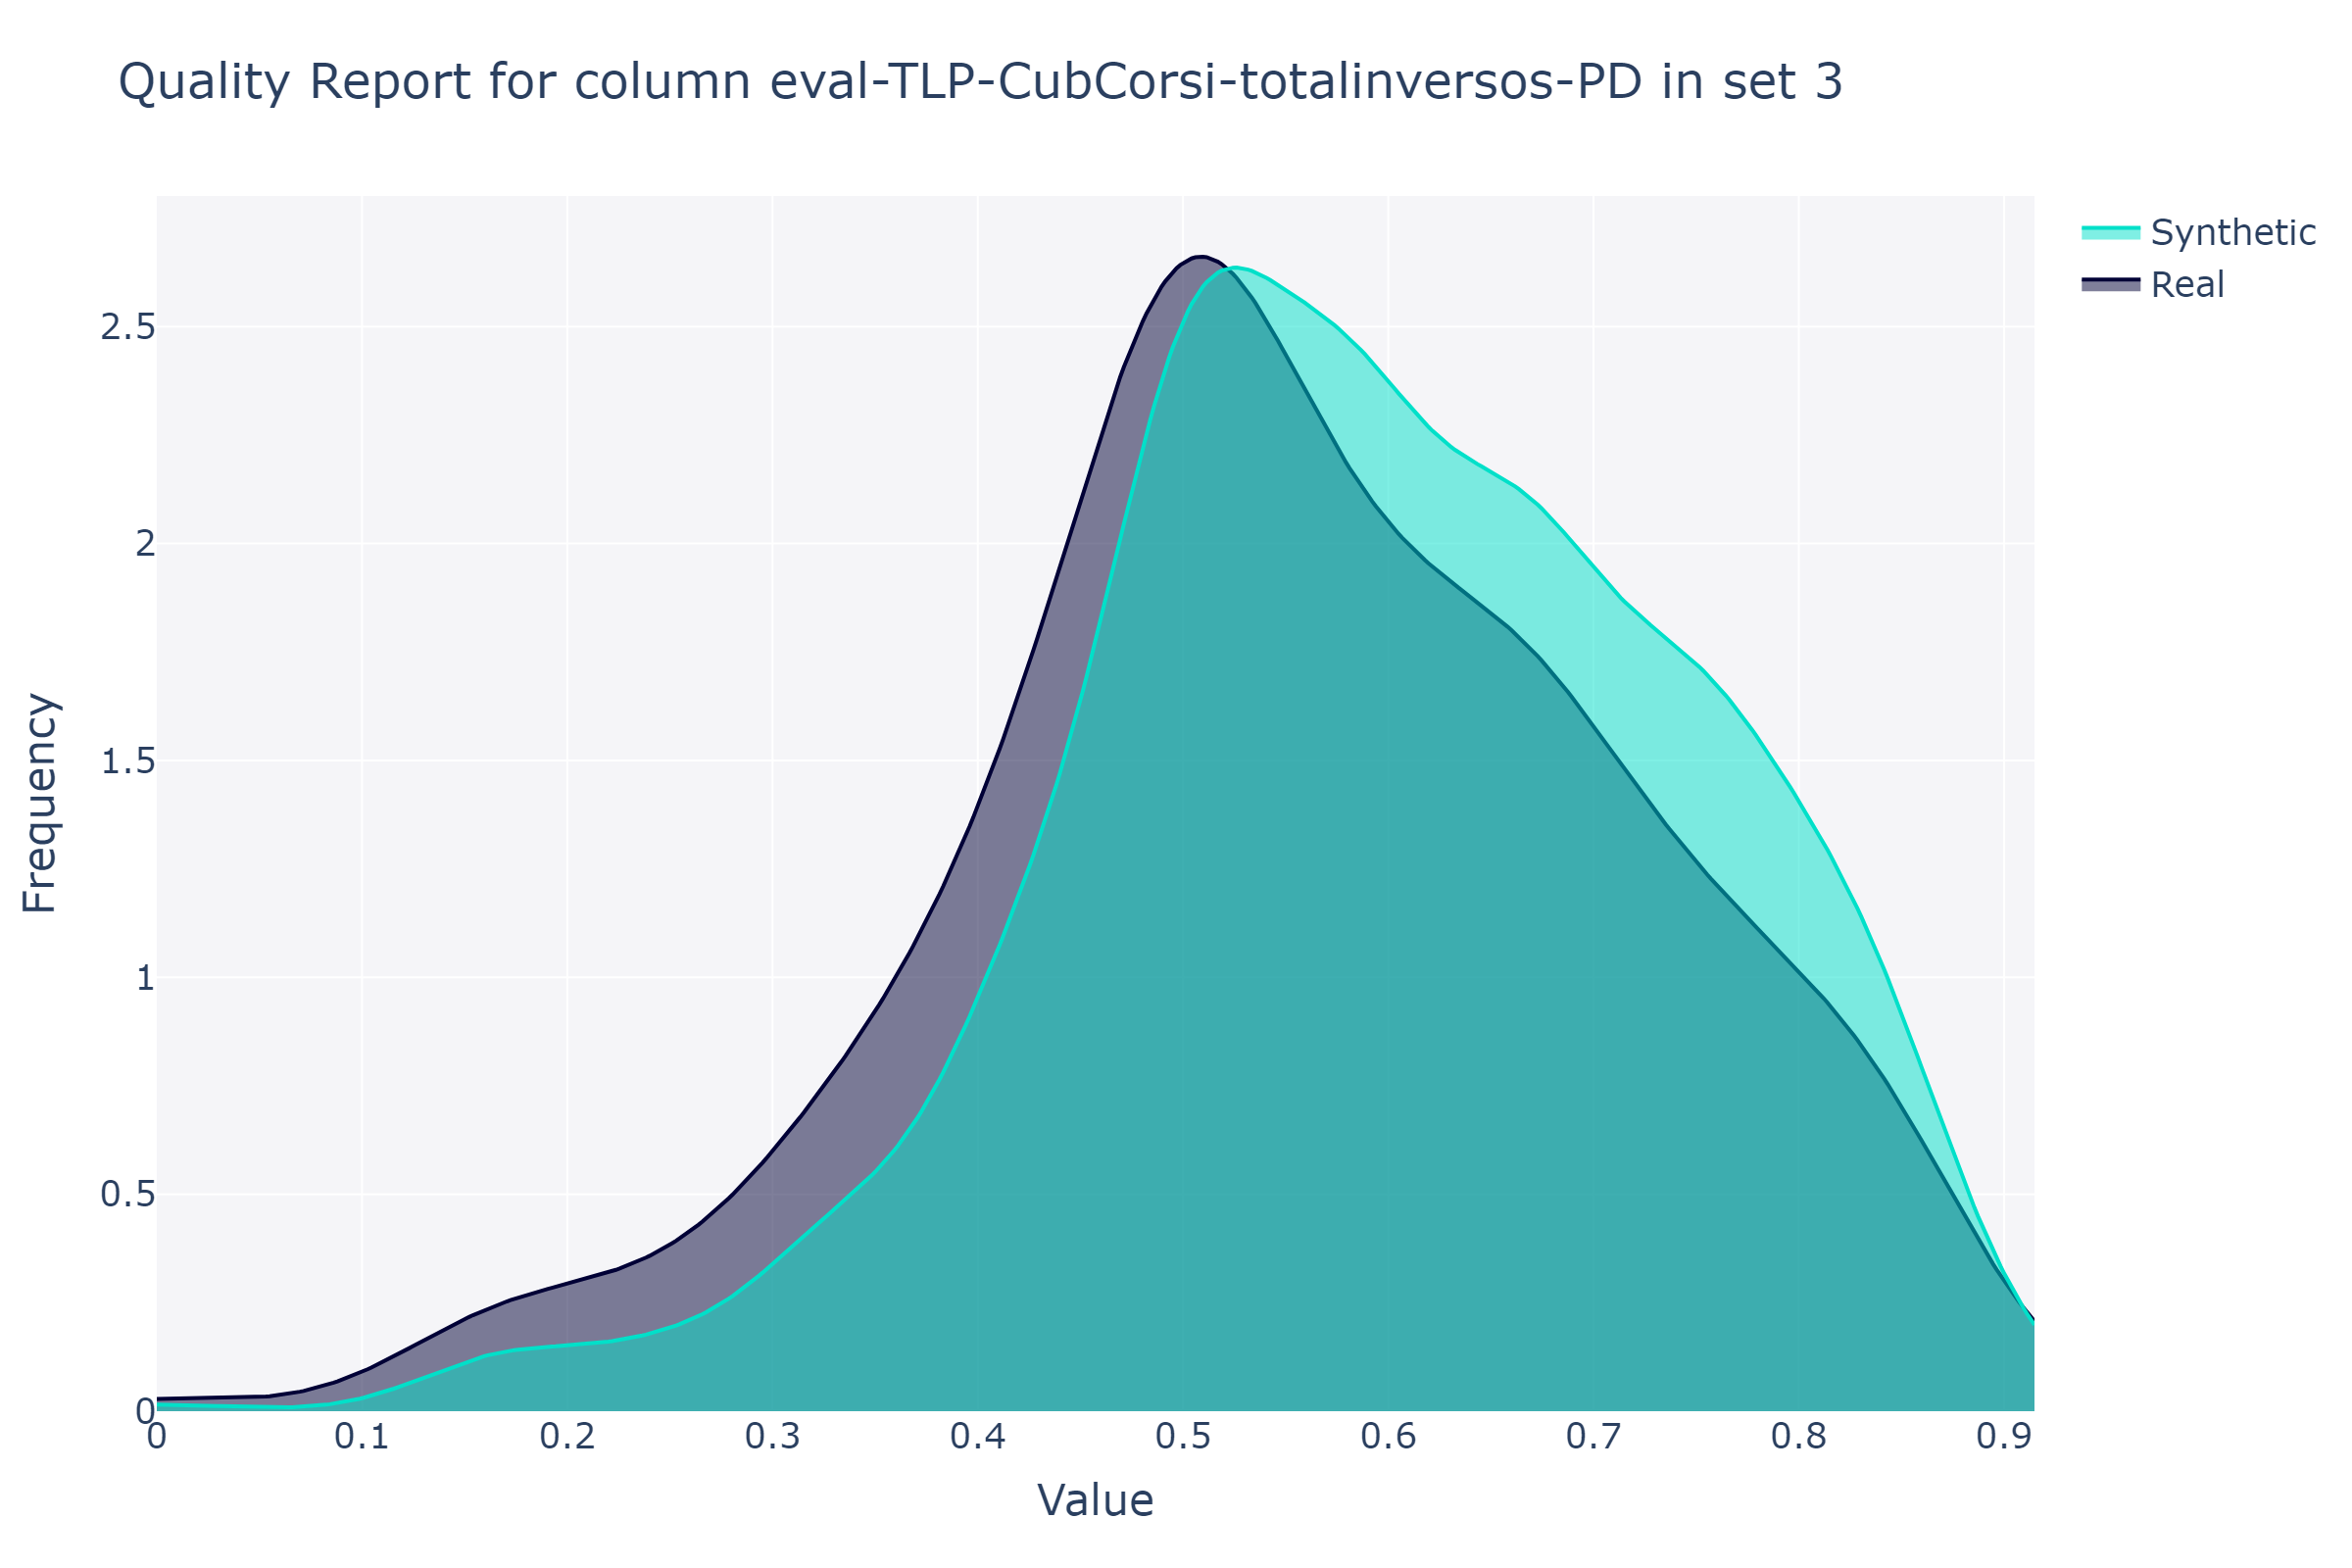 Quality Report for column eval-TLP-CubCorsi-totalinversos-PD in set 3
Synthetic
Real
Frequency
2.5
2
1.5
1
0.5
0
0 0.1 0.2 0.3 0.4 0.5 0.6 0.7 0.8 0.9
Value